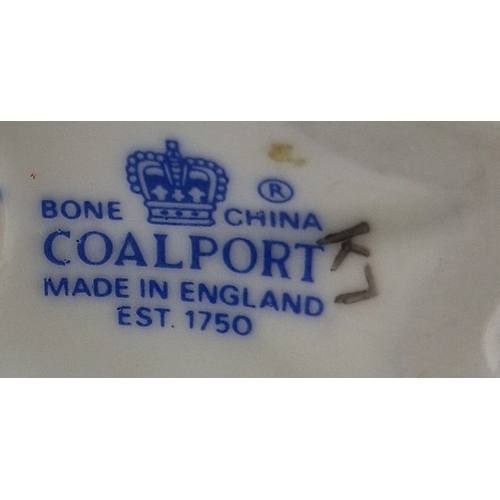 ®
BONE CHINA
COALPORT
MADE IN ENGLAND
EST. 1750